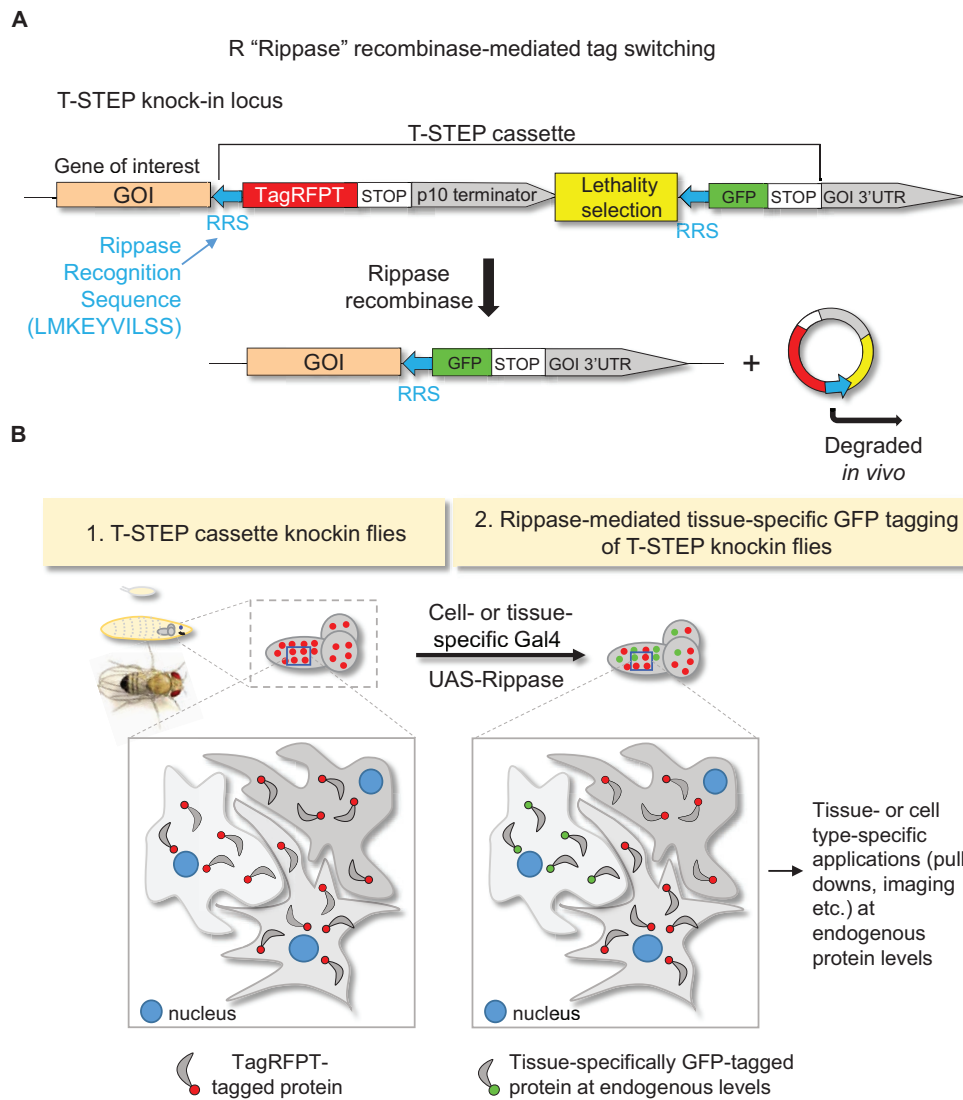 A
R “Rippase” recombinase-mediated tag switching
T-STEP knock-in locus
T-STEP cassette
Gene of interest
GOI
TagRFPT
STOP
p10 terminator
Lethality
selection
GFP
STOP
GOI 3'UTR
RRS
RRS
Rippase
Recognition
Sequence
(LMKEYVILSS)
Rippase
recombinase
GOI
GFP
STOP
GOI 3'UTR
RRS
+
Degraded
in vivo
B
1. T-STEP cassette knockin flies
2. Rippase-mediated tissue-specific GFP tagging
of T-STEP knockin flies
Cell- or tissue-
specific Gal4
UAS-Rippase
nucleus
nucleus
Tissue- or cell
type-specific
applications (pull
downs, imaging
etc.) at
endogenous
protein levels
TagRFPT-
tagged protein
Tissue-specifically GFP-tagged
protein at endogenous levels